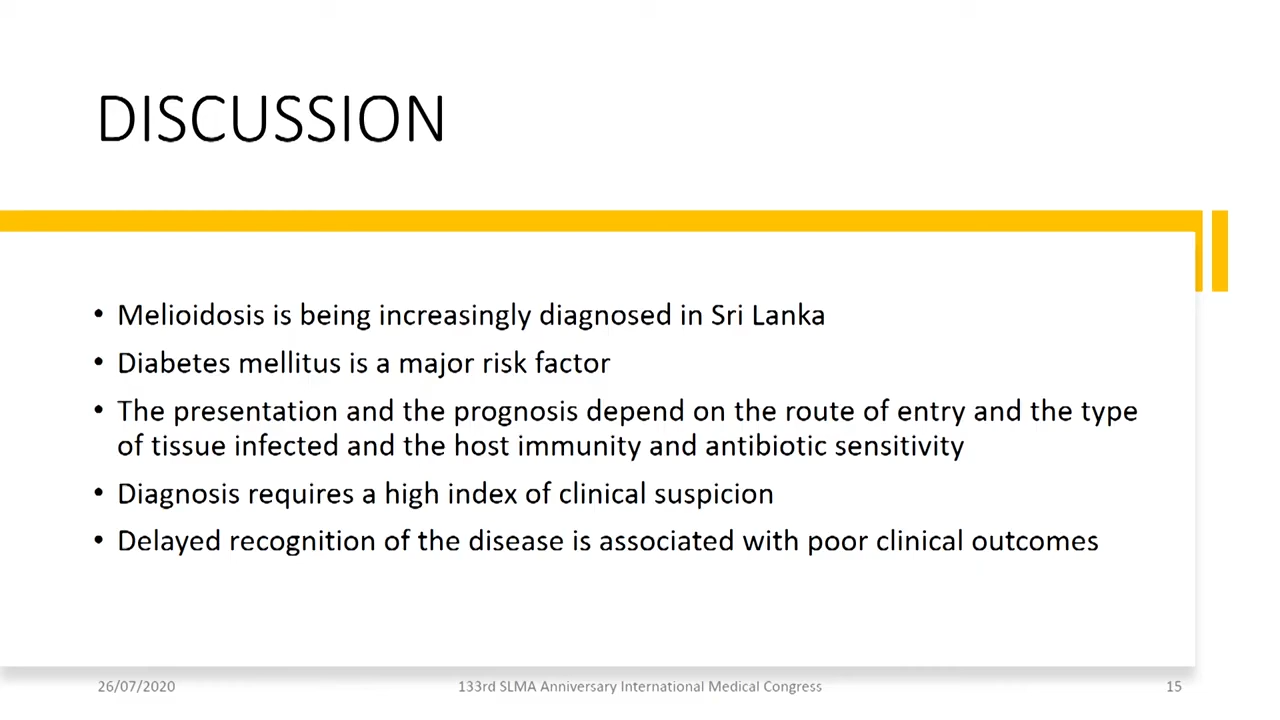 DISCUSSION
• Melioidosis is being increasingly diagnosed in Sri Lanka
• Diabetes mellitus is a major risk factor
• The presentation and the prognosis depend on the route of entry and the type
of tissue infected and the host immunity and antibiotic sensitivity
• Diagnosis requires a high index of clinical suspicion
• Delayed recognition of the disease is associated with poor clinical outcomes
26/07/2020
133rd SLMA Anniversary International Medical Congress
15